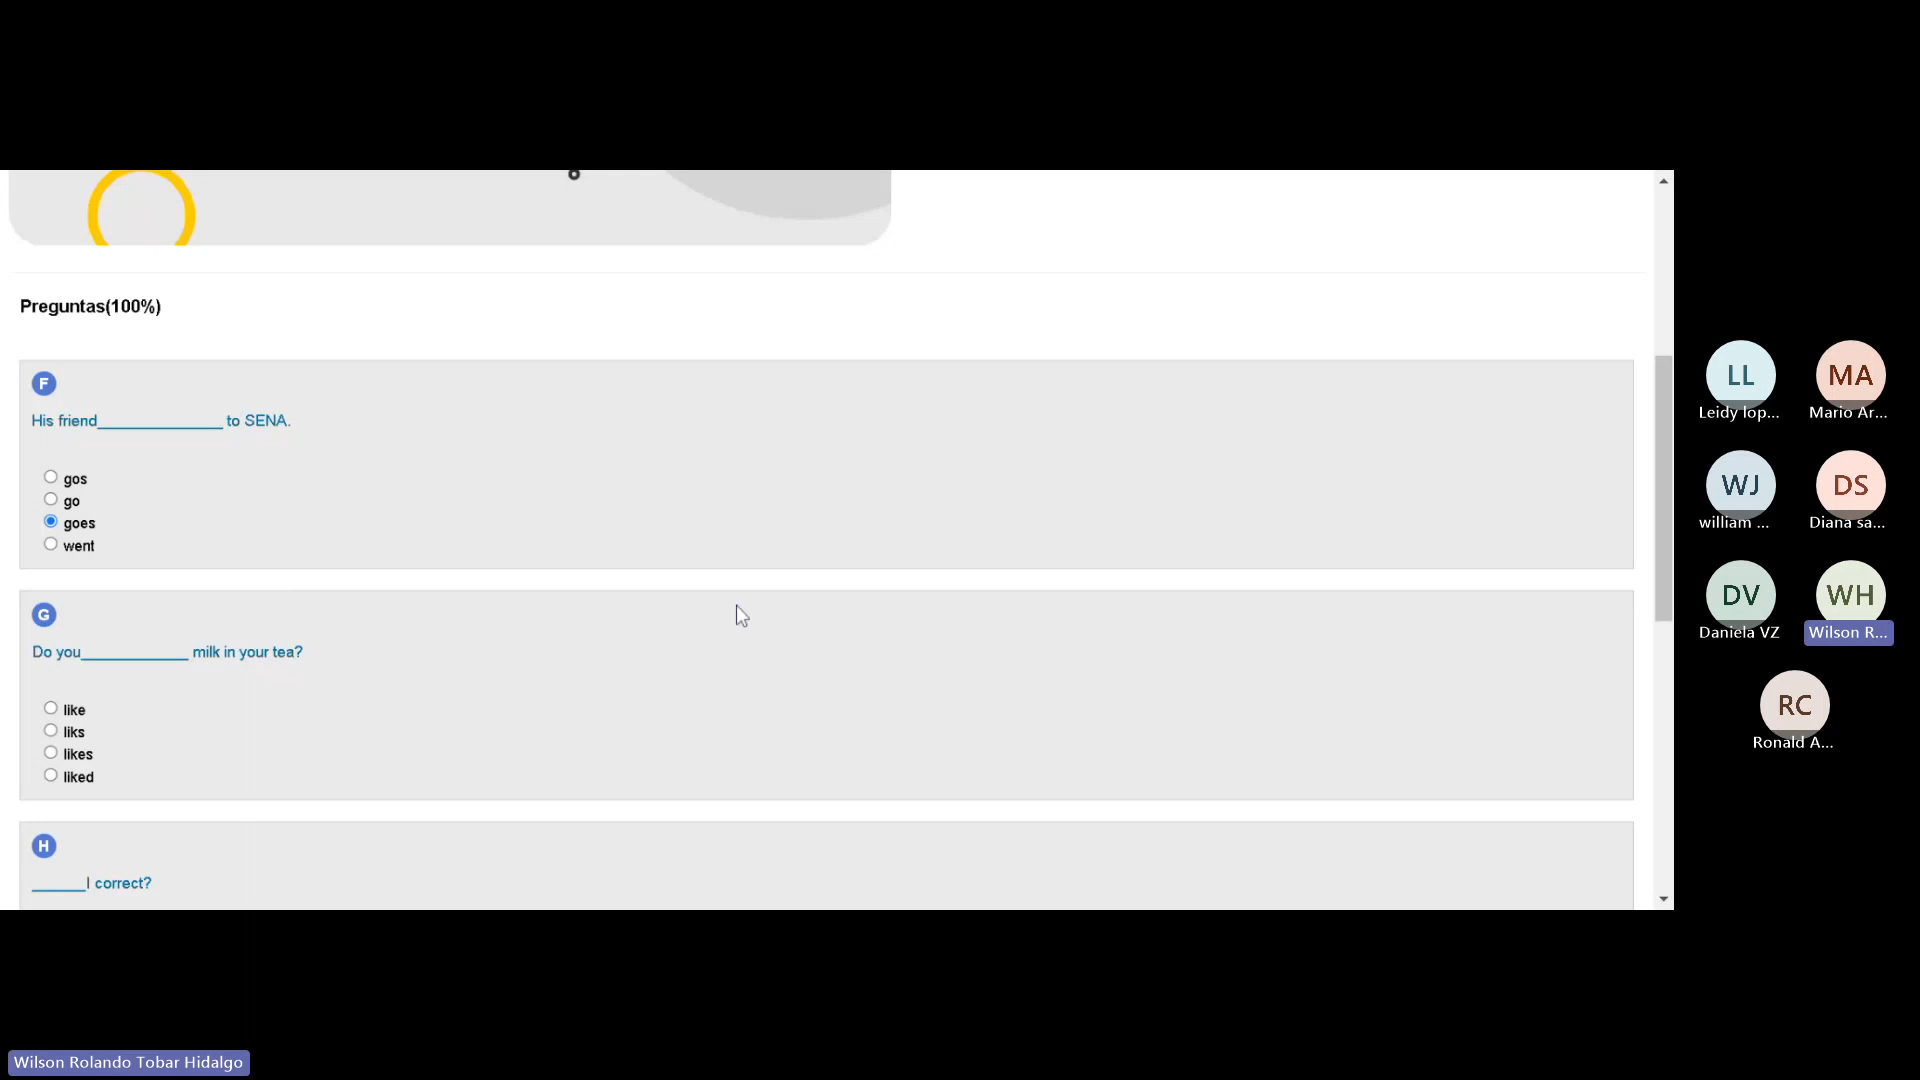 Preguntas(100%)
F
His friend_______________ to SENA.
gos
go
goes
went
G
Do you_____________ milk in your tea?
like
liks
likes
liked
H
_______I correct?
LL
Leidy lop...
MA
Mario Ar...
WJ
william ...
DS
Diana sa...
DV
Daniela VZ
WH
Wilson R...
RC
Ronald A...
Wilson Rolando Tobar Hidalgo